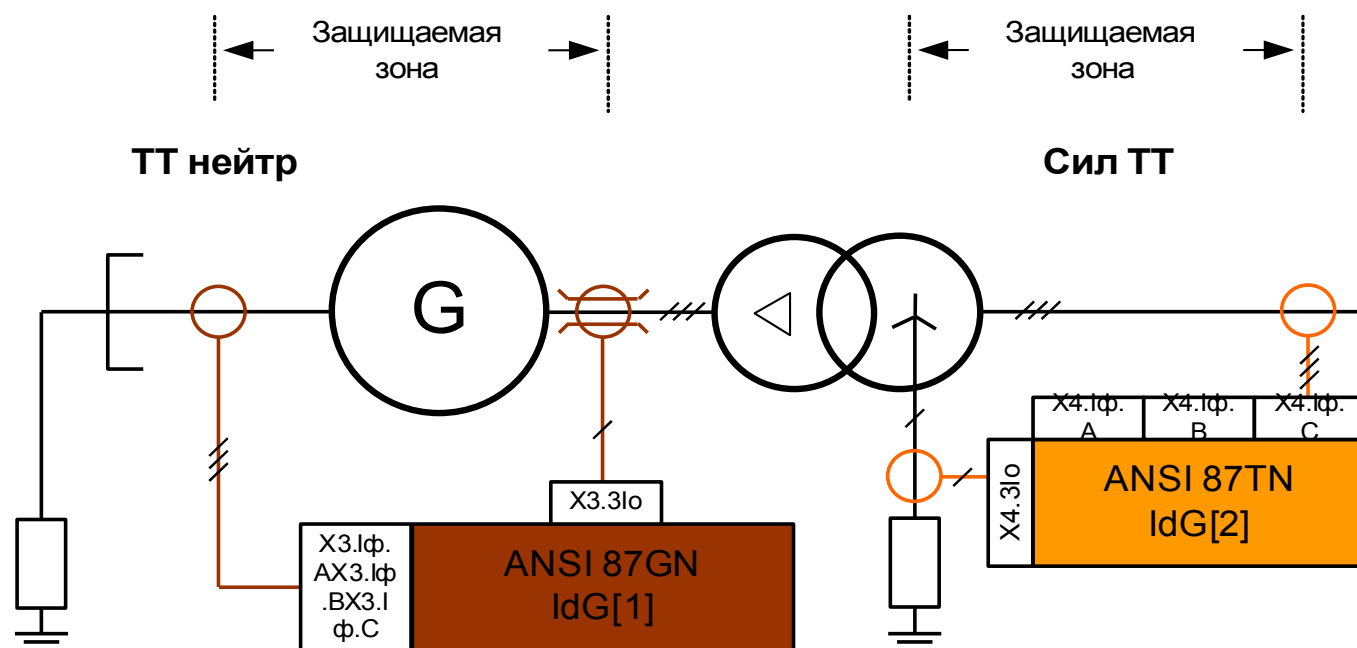 Защищаемая
зона
Защищаемая
зона
ТТ нейтр
Сил ТТ
G
X4.Iф.
A
X4.Iф.
B
X4.Iф.
C
X4.3Io
ANSI 87TN
IdG[2]
X3.3Io
X3.Iф.
AX3.Iф
.BX3.I
ф.C
ANSI 87GN
IdG[1]